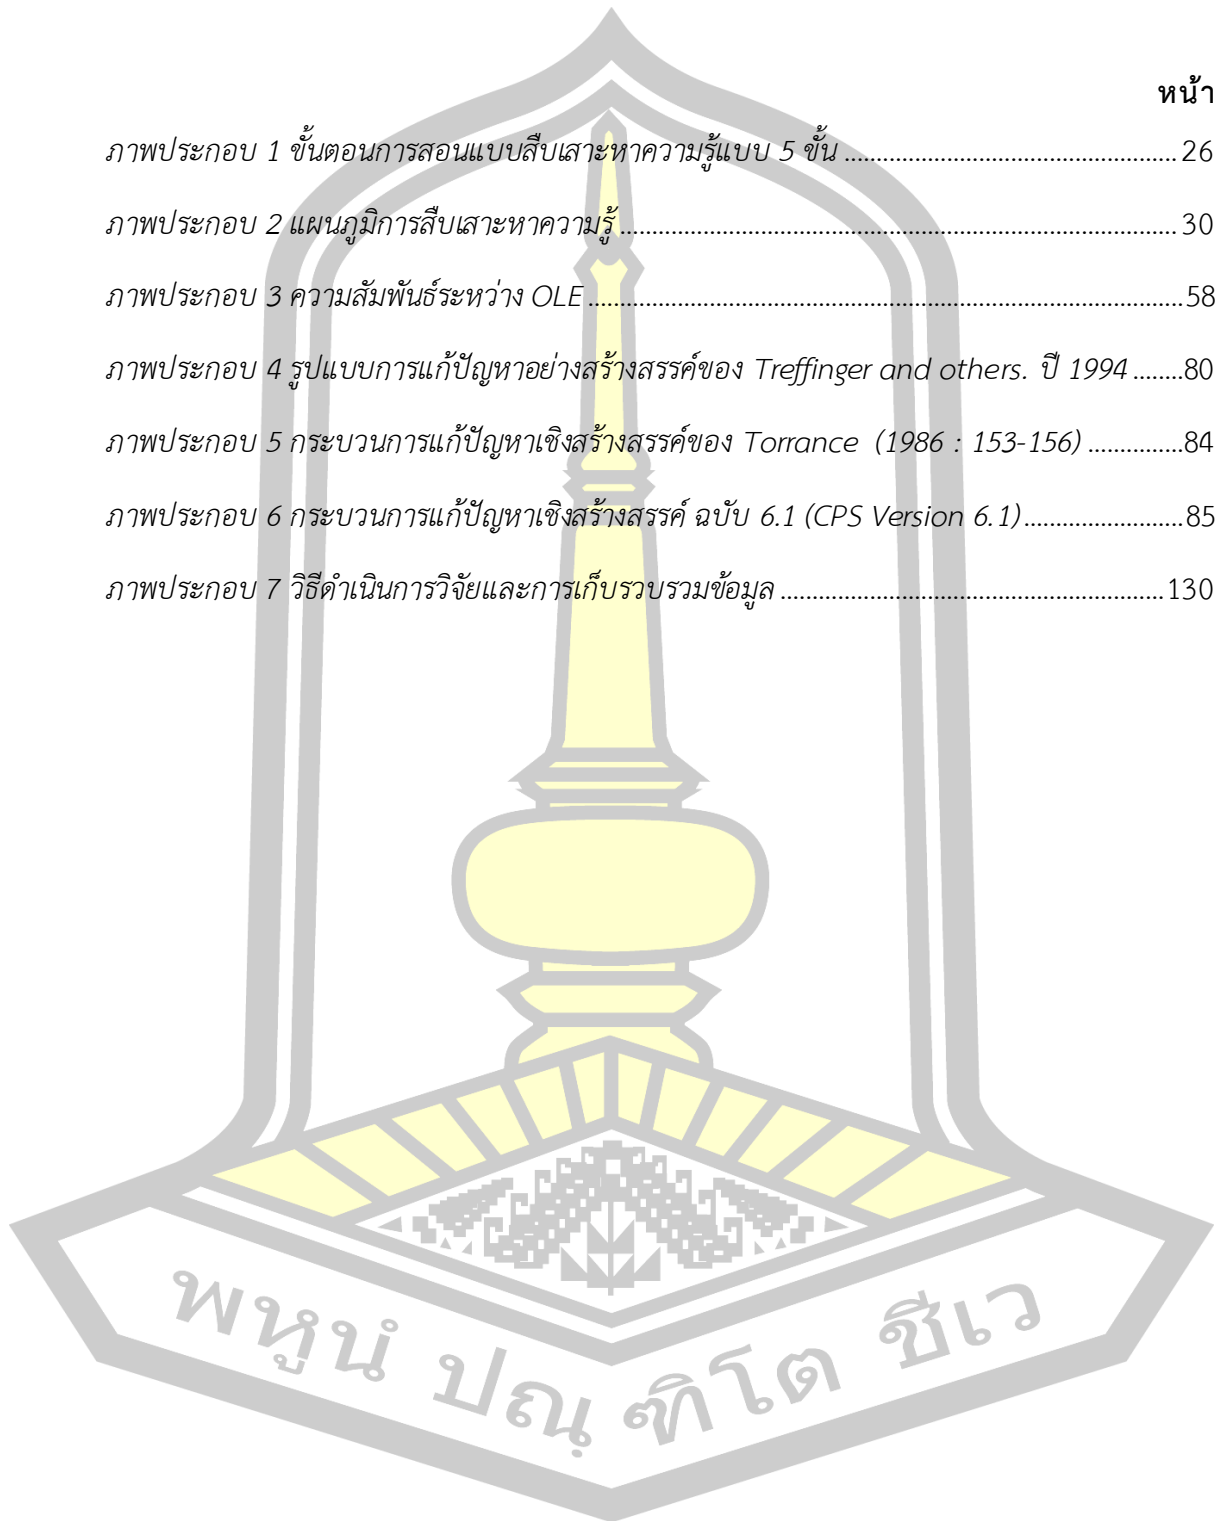 หน้า
ภาพประกอบ 1 ขั้นตอนการสอนแบบสืบเสาะหาความรู้แบบ 5 ขั้น ........................................ 26
ภาพประกอบ 2 แผนภูมิการสืบเสาะหาความรู้ ........................................ 30
ภาพประกอบ 3 ความสัมพันธ์ระหว่าง OLE ........................................ 58
ภาพประกอบ 4 รูปแบบการแก้ปัญหาอย่างสร้างสรรค์ของ Treffinger and others. ปี 1994 ........80
ภาพประกอบ 5 กระบวนการแก้ปัญหาเชิงสร้างสรรค์ของ Torrance (1986 : 153-156) ...............84
ภาพประกอบ 6 กระบวนการแก้ปัญหาเชิงสร้างสรรค์ ฉบับ 6.1 (CPS Version 6.1) .........................85
ภาพประกอบ 7 วิธีดำเนินการวิจัยและการเก็บรวบรวมข้อมูล ........................................ 130
พหูนํ ปณฺฑิโต ชีเว